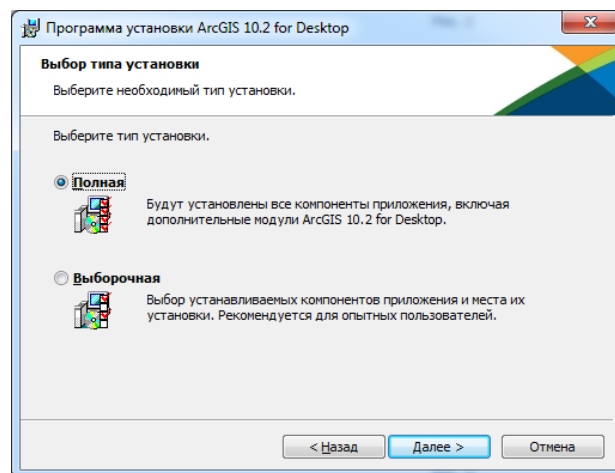 Программа установки ArcGIS 10.2 for Desktop
Выбор типа установки
Выберите необходимый тип установки.
Выберите тип установки.
Полная
Будут установлены все компоненты приложения, включая
дополнительные модули ArcGIS 10.2 for Desktop.
Выборочная
Выбор устанавливаемых компонентов приложения и места их
установки. Рекомендуется для опытных пользователей.
< Назад Далее > Отмена